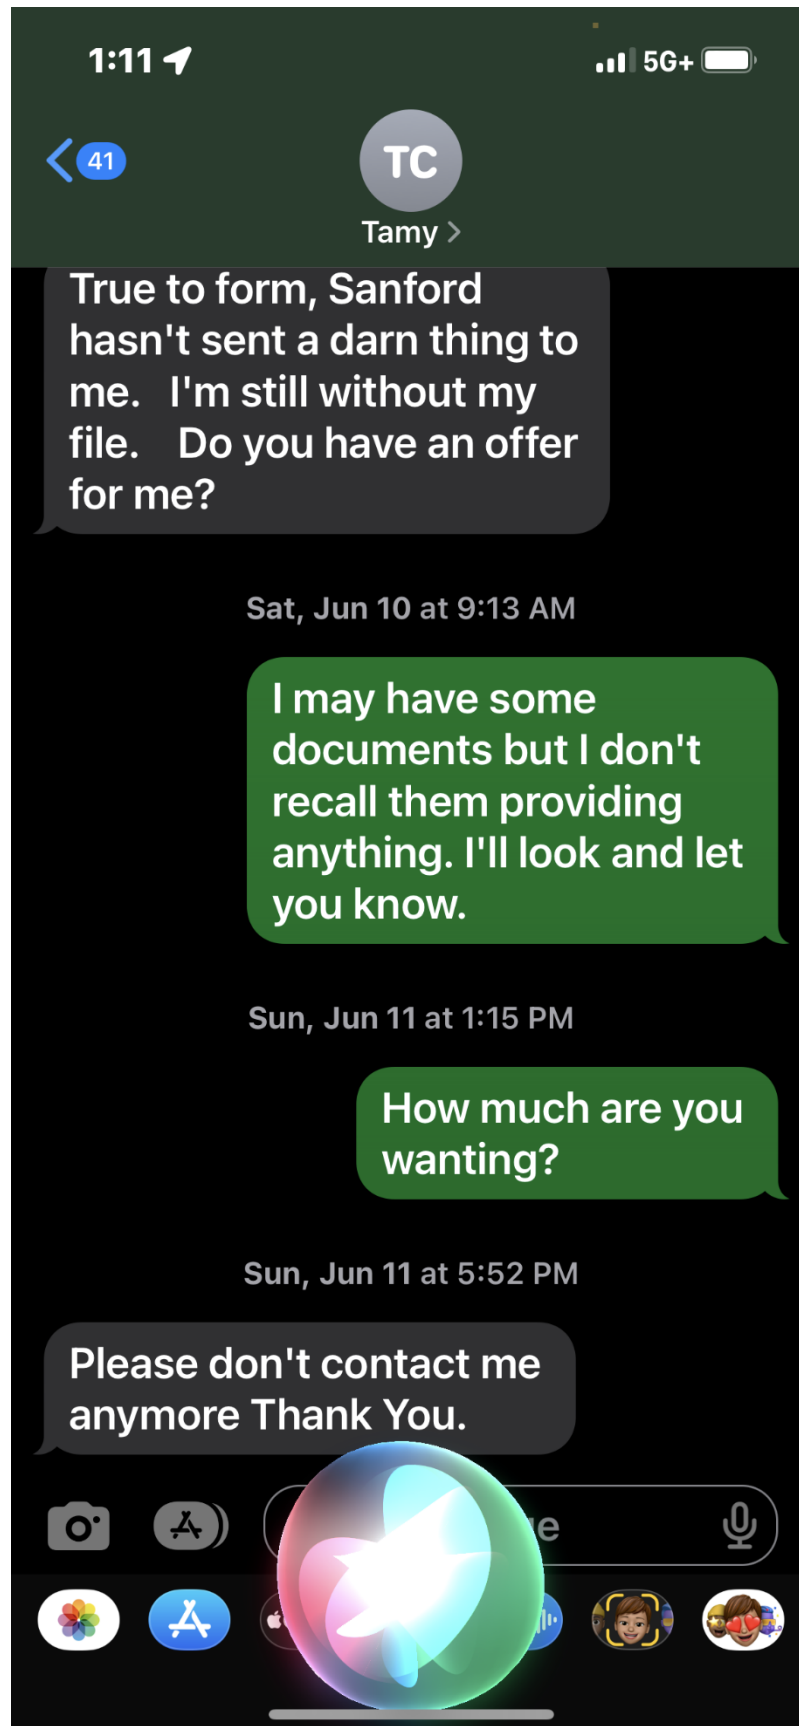 1:11 5G+
41
TC
Tamy
True to form, Sanford
hasn't sent a darn thing to
me. I'm still without my
file. Do you have an offer
for me?
Sat, Jun 10 at 9:13 AM
I may have some
documents but I don't
recall them providing
anything. I'll look and let
you know.
Sun, Jun 11 at 1:15 PM
How much are you
wanting?
Sun, Jun 11 at 5:52 PM
Please don't contact me
anymore Thank You.